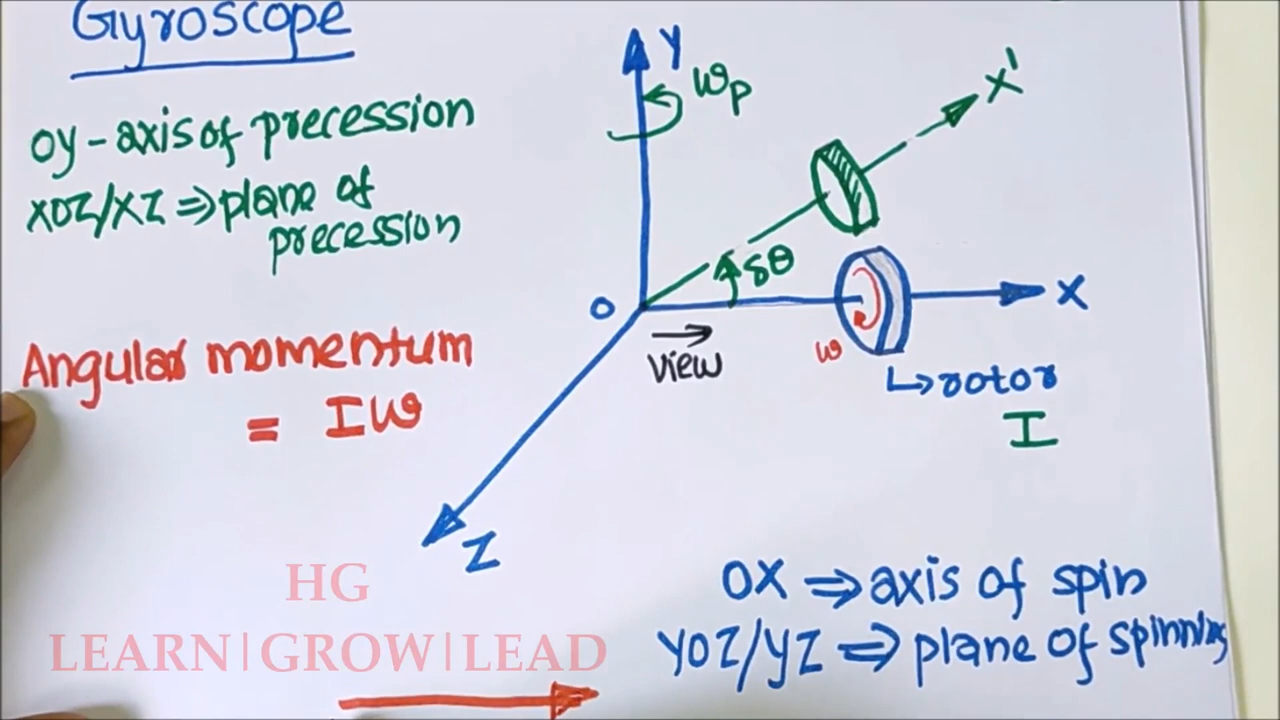 Gyroscope
oy - axis of precession
XOZ/XZ ⇒ plane of
precession
Angular momentum
= Iω
Y
ωp
X'
δθ
O
X
view
ω
↳ rotor
I
Z
OX ⇒ axis of spin
YOZ/YZ ⇒ plane of spinning
HG
LEARN|GROW|LEAD